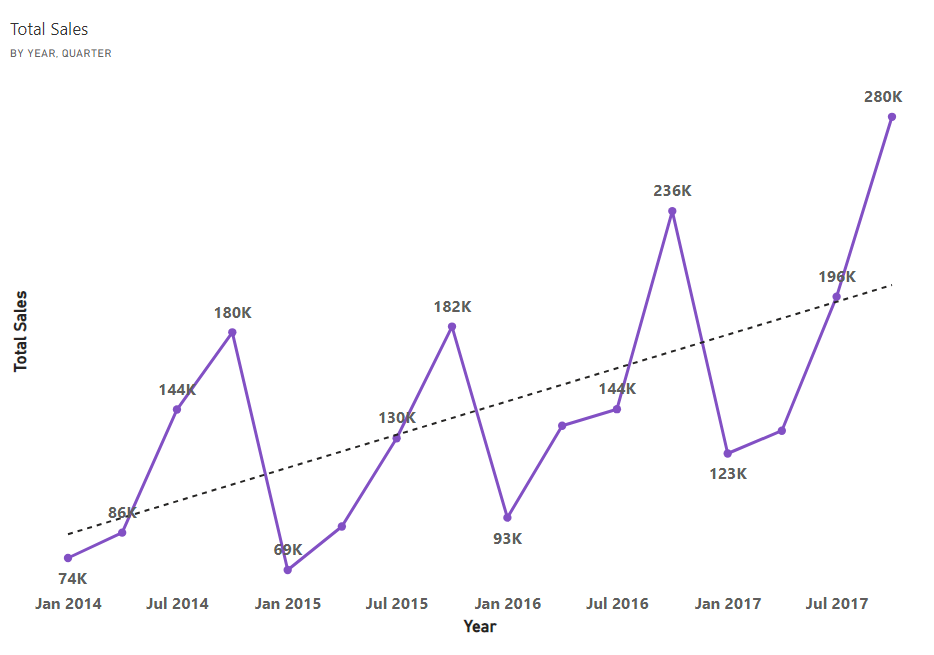 Total Sales
BY YEAR, QUARTER
280K
236K
196K
180K
182K
144K
144K
130K
123K
86K
93K
69K
74K
Total Sales
Jan 2014 Jul 2014 Jan 2015 Jul 2015 Jan 2016 Jul 2016 Jan 2017 Jul 2017
Year